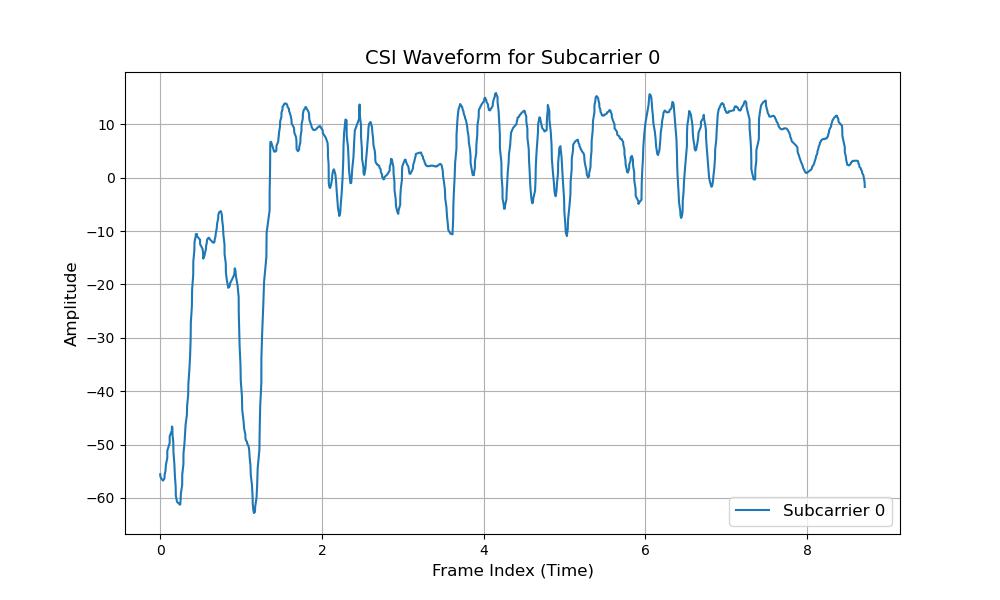 CSI Waveform for Subcarrier 0
Amplitude
10
0
−10
−20
−30
−40
−50
−60
Subcarrier 0
0 2 4 6 8
Frame Index (Time)